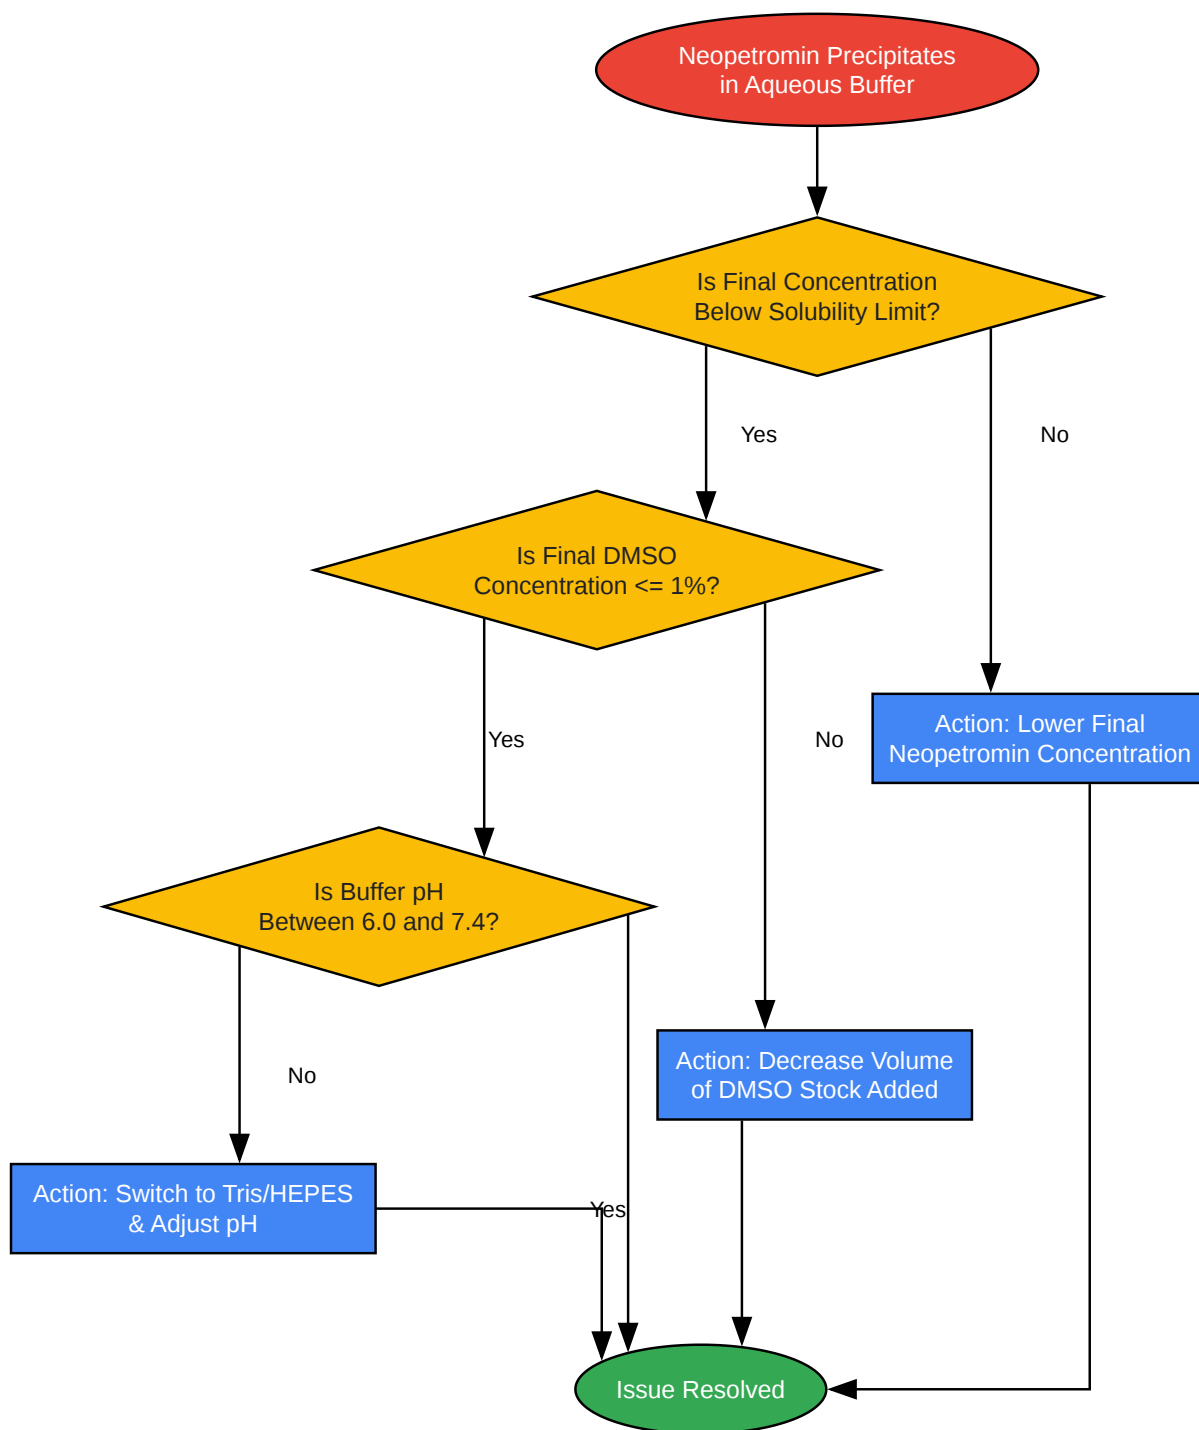 Neopetromin Precipitates
in Aqueous Buffer
Is Final Concentration
Below Solubility Limit?
Yes
No
Is Final DMSO
Concentration <= 1%?
Yes
No
Action: Lower Final
Neopetromin Concentration
Is Buffer pH
Between 6.0 and 7.4?
No
Action: Decrease Volume
of DMSO Stock Added
Action: Switch to Tris/HEPES
& Adjust pH
Yes
Issue Resolved